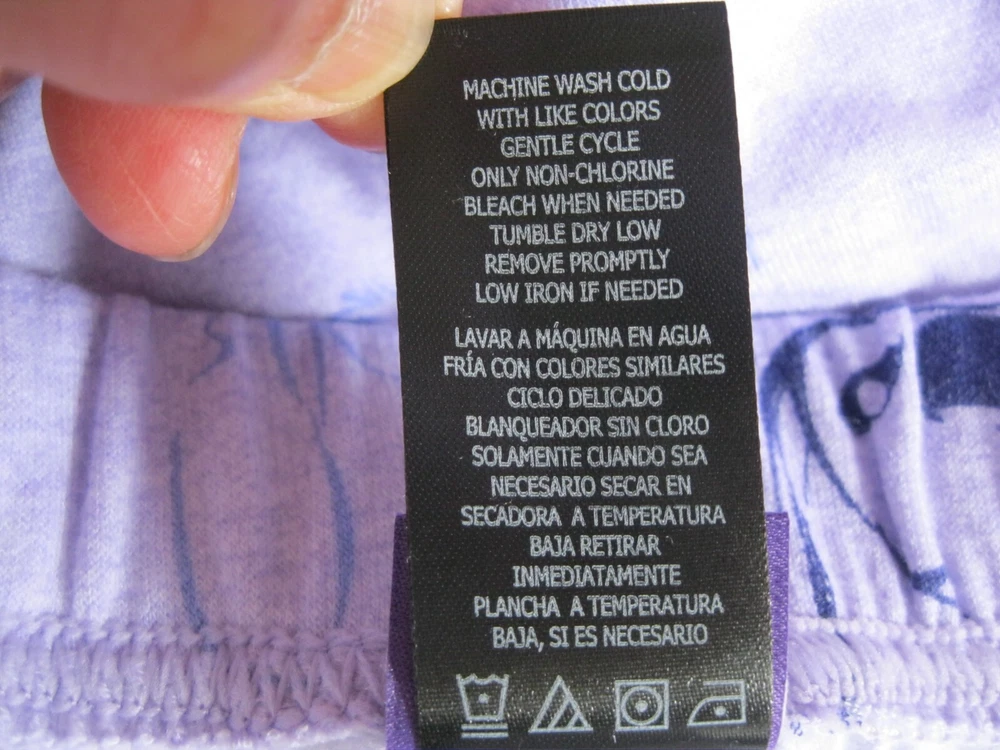 MACHINE WASH COLD
WITH LIKE COLORS
GENTLE CYCLE
ONLY NON-CHLORINE
BLEACH WHEN NEEDED
TUMBLE DRY LOW
REMOVE PROMPTLY
LOW IRON IF NEEDED
LAVAR A MÁQUINA EN AGUA
FRÍA CON COLORES SIMILARES
CICLO DELICADO
BLANQUEADOR SIN CLORO
SOLAMENTE CUANDO SEA
NECESARIO SECAR EN
SECADORA A TEMPERATURA
BAJA RETIRAR
INMEDIATAMENTE
PLANCHA A TEMPERATURA
BAJA, SI ES NECESARIO